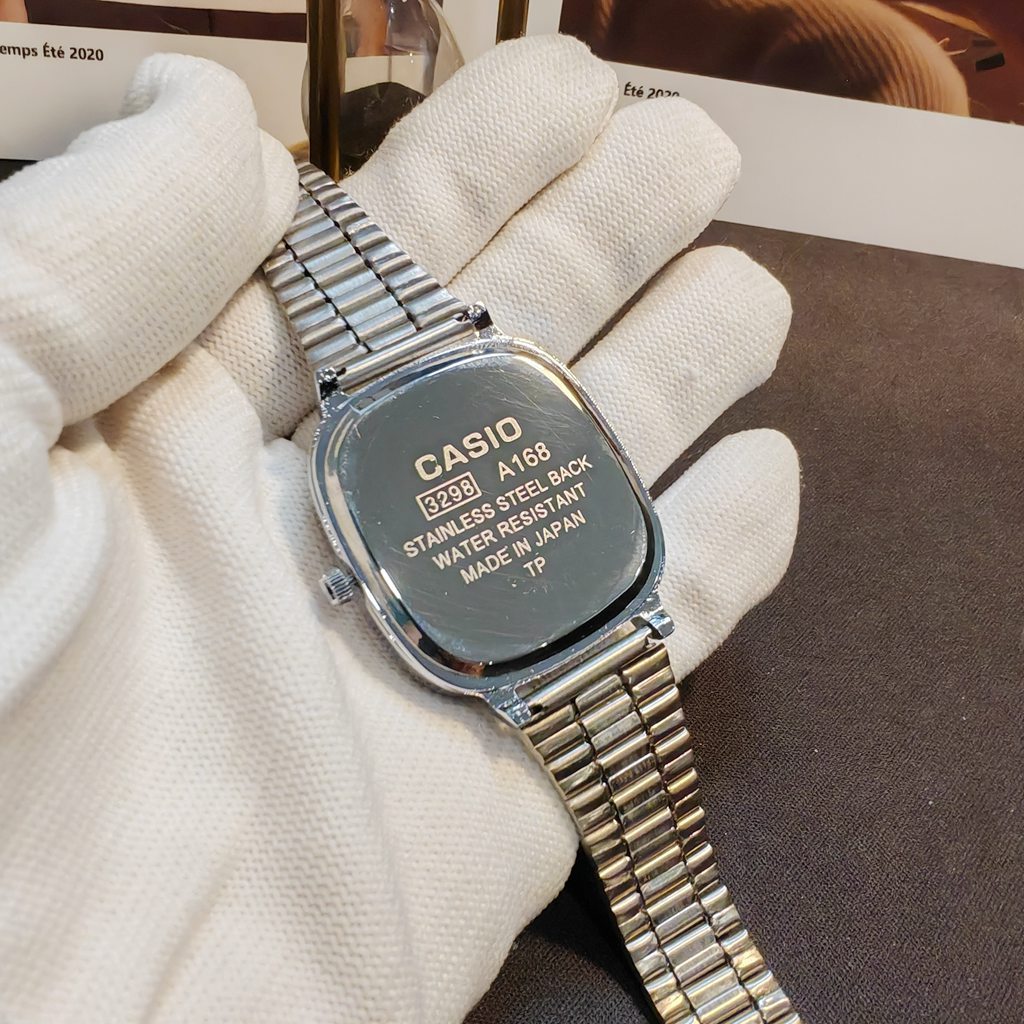 emps Été 2020
Été 2020
CASIO
3298 A168
STAINLESS STEEL BACK
WATER RESISTANT
MADE IN JAPAN
TP